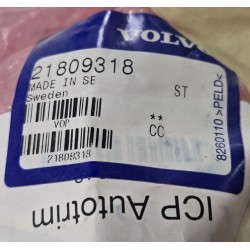 VOLVO
21809318
MADE IN SE
Sweden
ST
VOP
**
CC
21809318
8260110 >PELD<
ICP Autotrim